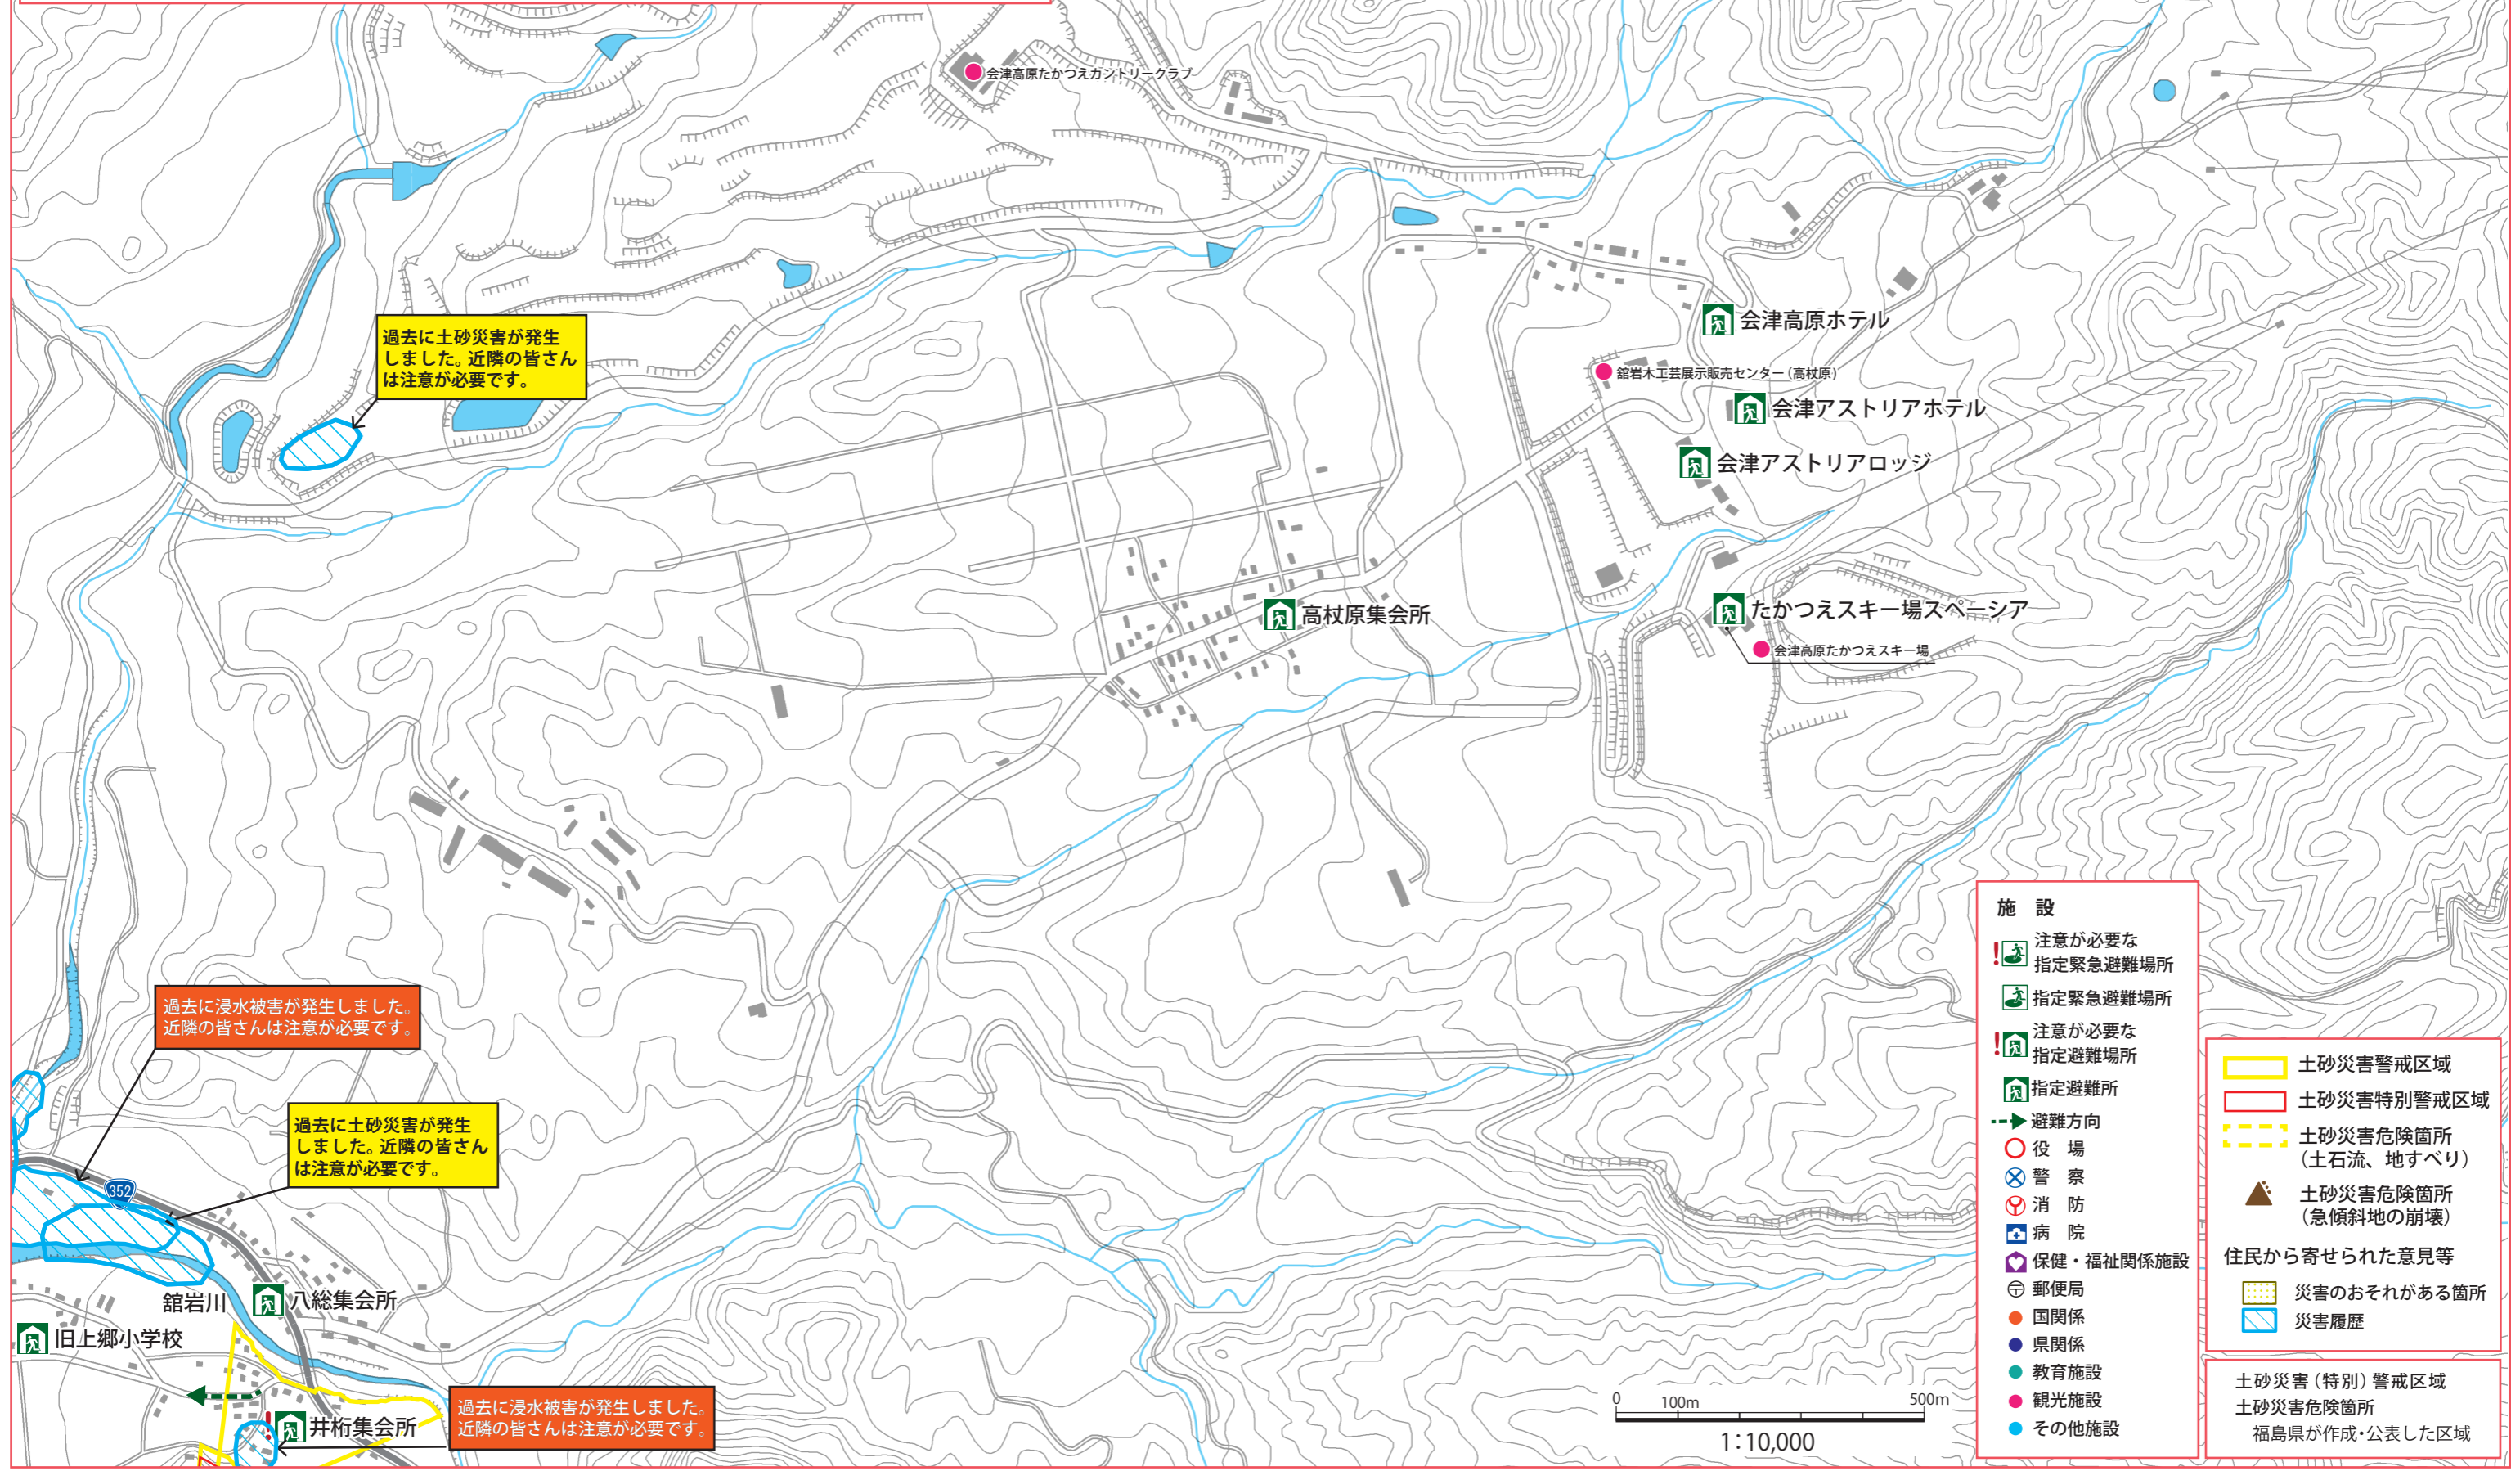 会津高原たかつえカントリークラブ
過去に土砂災害が発生
しました。近隣の皆さん
は注意が必要です。
会津高原ホテル
舘岩木工芸展示販売センター（高杖原）
会津アストリアホテル
会津アストリアロッジ
高杖原集会所
たかつえスキー場スペーシア
会津高原たかつえスキー場
過去に浸水被害が発生しました。
近隣の皆さんは注意が必要です。
過去に土砂災害が発生
しました。近隣の皆さん
は注意が必要です。
352
舘岩川
八総集会所
旧上郷小学校
!
井桁集会所
過去に浸水被害が発生しました。
近隣の皆さんは注意が必要です。
0 100m 500m
1：10,000
施　設
!
注意が必要な
指定緊急避難場所
指定緊急避難場所
!
注意が必要な
指定避難場所
指定避難所
避難方向
役　場
警　察
消　防
病　院
保健・福祉関係施設
郵便局
国関係
県関係
教育施設
観光施設
その他施設
土砂災害警戒区域
土砂災害特別警戒区域
土砂災害危険箇所
（土石流、地すべり）
土砂災害危険箇所
（急傾斜地の崩壊）
住民から寄せられた意見等
災害のおそれがある箇所
災害履歴
土砂災害（特別）警戒区域
土砂災害危険箇所
福島県が作成・公表した区域